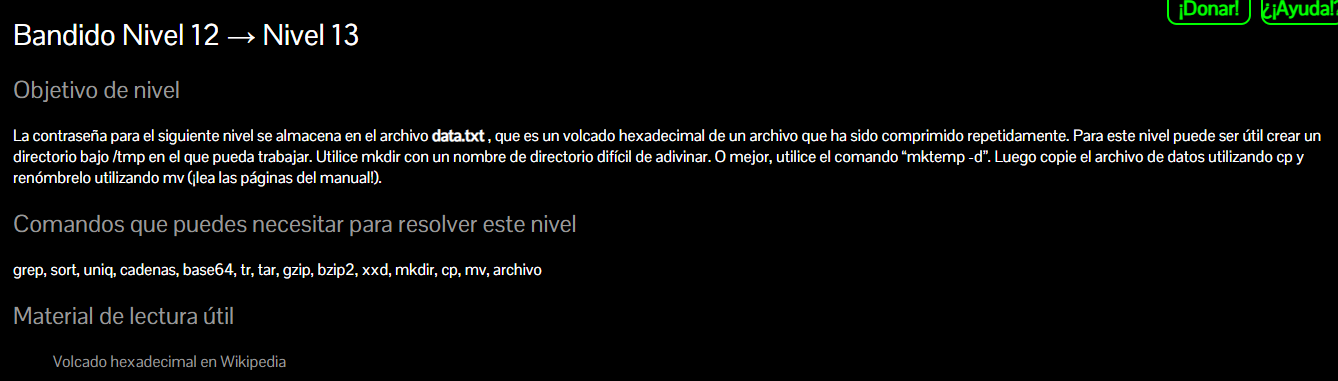 ¡Donar!
¿¡Ayuda!?
Bandido Nivel 12 → Nivel 13
Objetivo de nivel
La contraseña para el siguiente nivel se almacena en el archivo data.txt , que es un volcado hexadecimal de un archivo que ha sido comprimido repetidamente. Para este nivel puede ser útil crear un
directorio bajo /tmp en el que pueda trabajar. Utilice mkdir con un nombre de directorio difícil de adivinar. O mejor, utilice el comando “mktemp -d”. Luego copie el archivo de datos utilizando cp y
renómbrelo utilizando mv (¡lea las páginas del manual!).
Comandos que puedes necesitar para resolver este nivel
grep, sort, uniq, cadenas, base64, tr, tar, gzip, bzip2, xxd, mkdir, cp, mv, archivo
Material de lectura útil
Volcado hexadecimal en Wikipedia